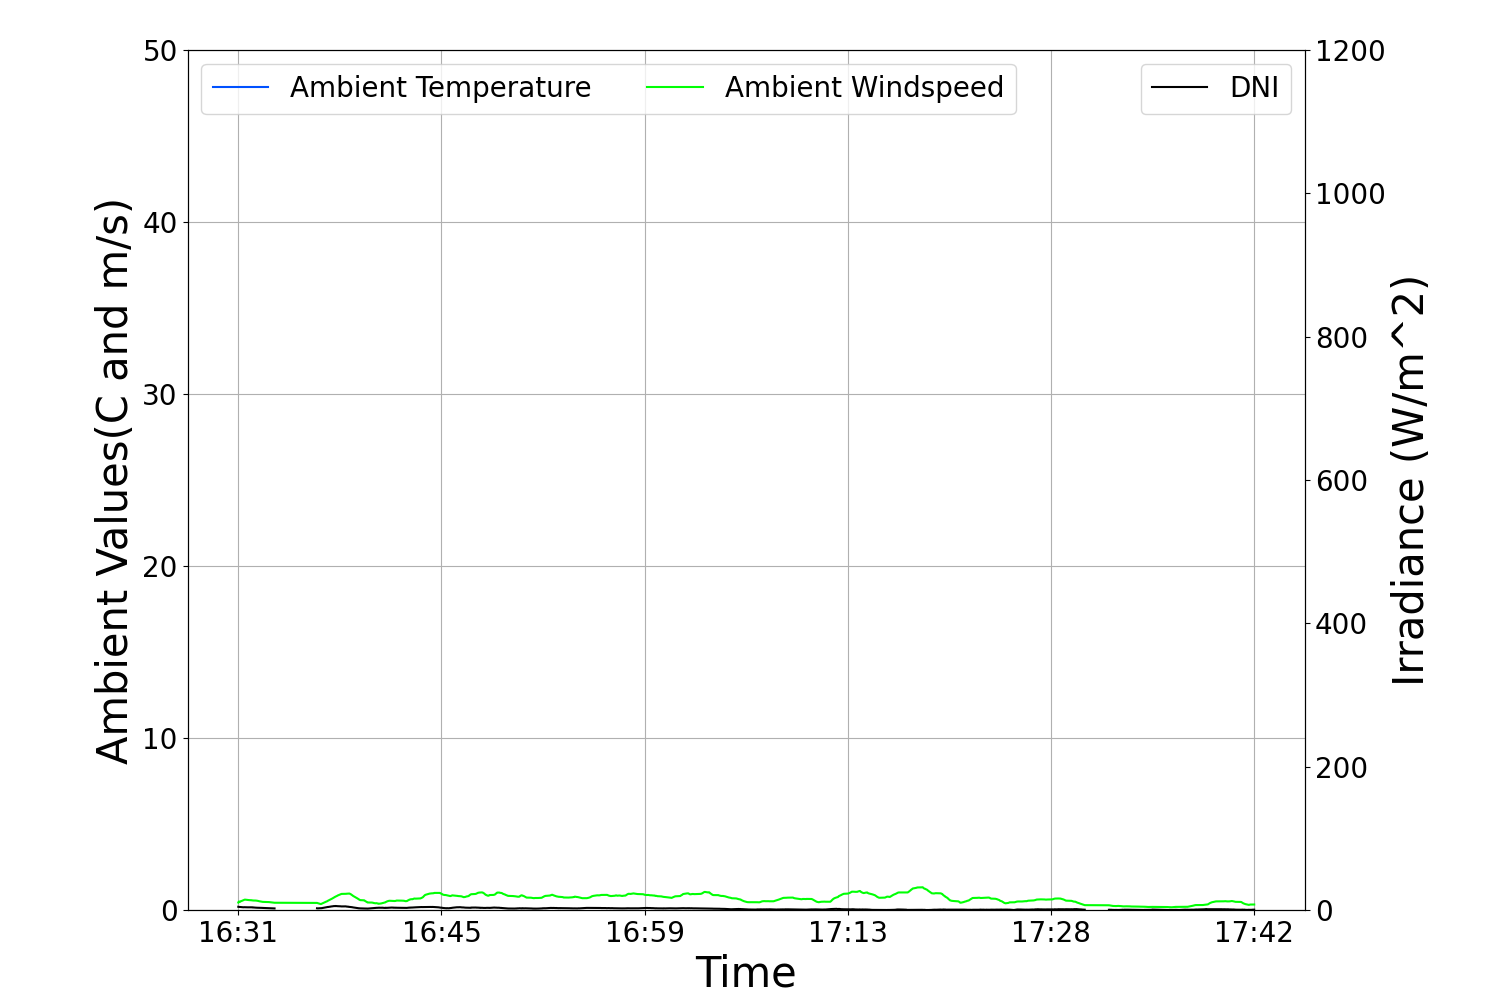 Ambient Temperature
Ambient Windspeed
DNI
Ambient Values(C and m/s)
50
40
30
20
10
0
1200
1000
800
600
400
200
0
Irradiance (W/m^2)
16:31 16:45 16:59 17:13 17:28 17:42
Time